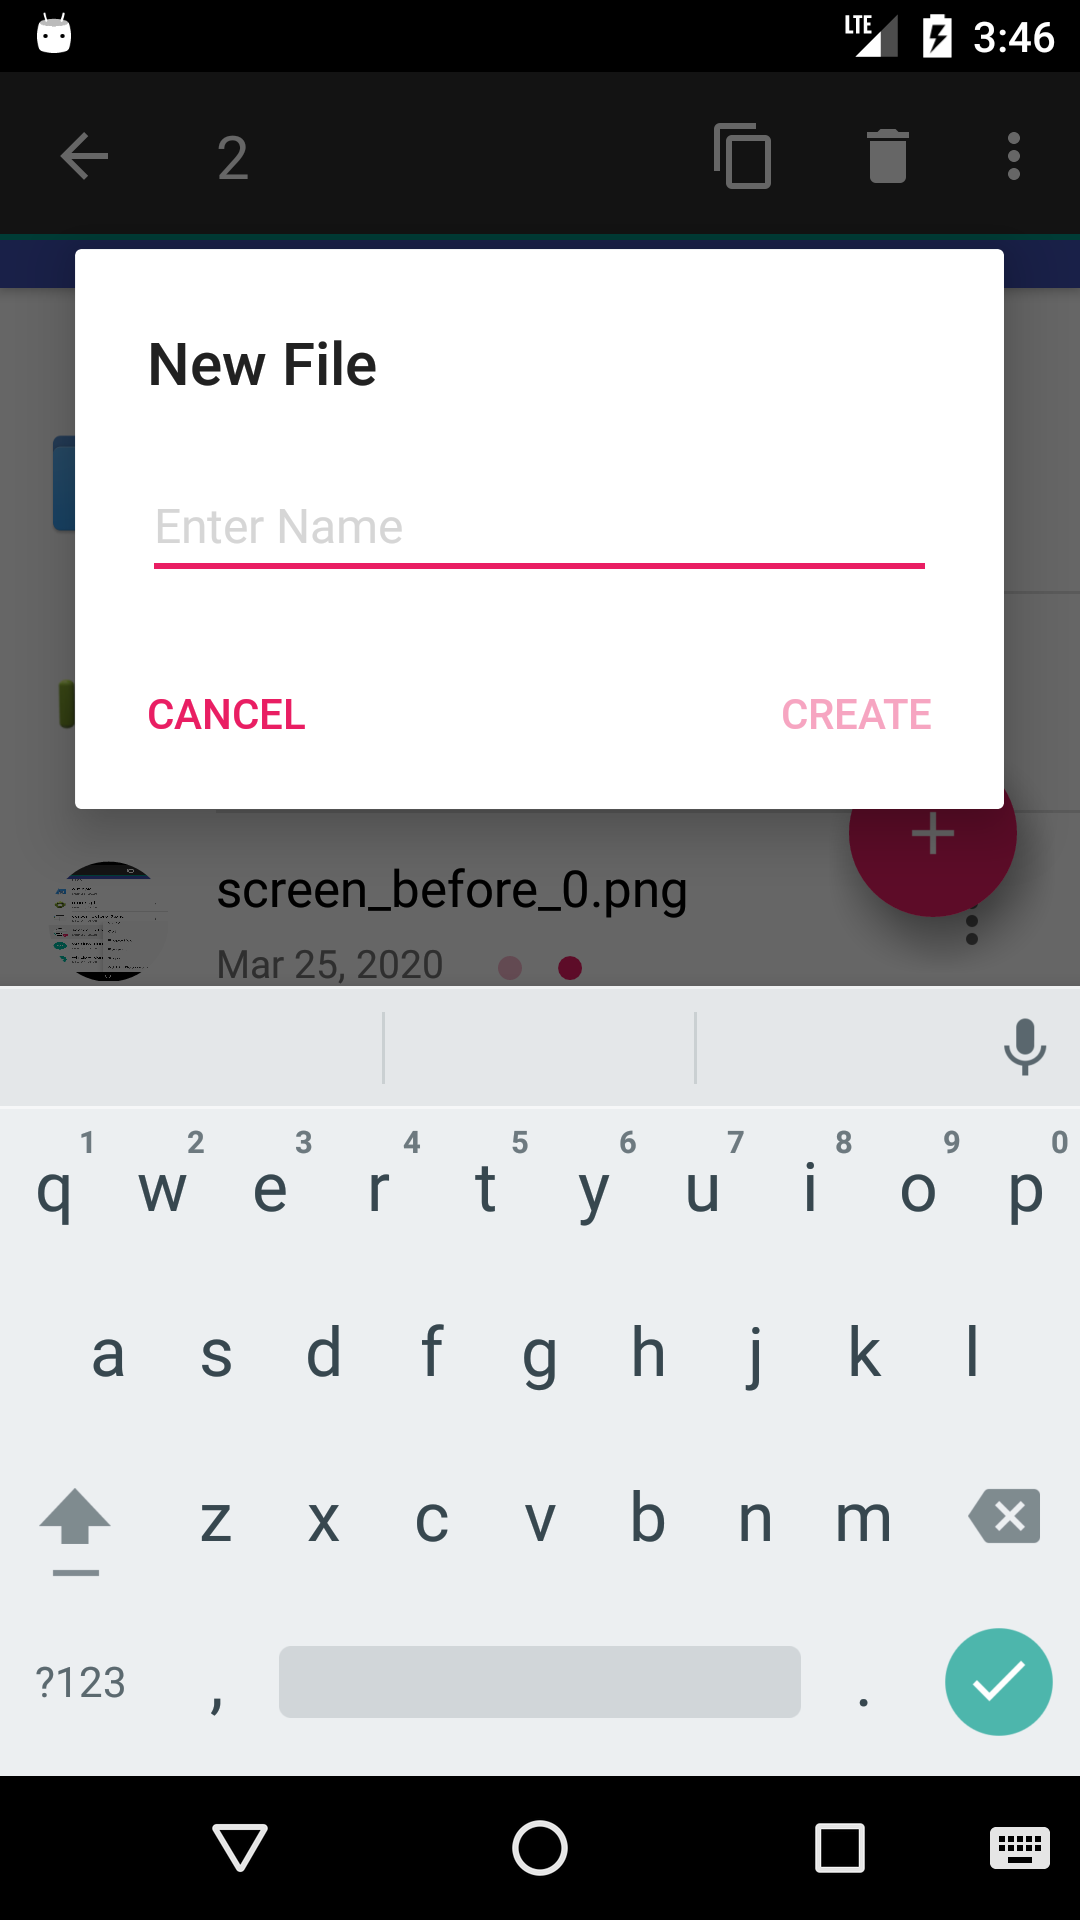 LTE 3:46
2
New File
Enter Name
CANCEL CREATE
screen_before_0.png
Mar 25, 2020
1 2 3 4 5 6 7 8 9 0
q w e r t y u i o p
a s d f g h j k l
z x c v b n m
?123 , .